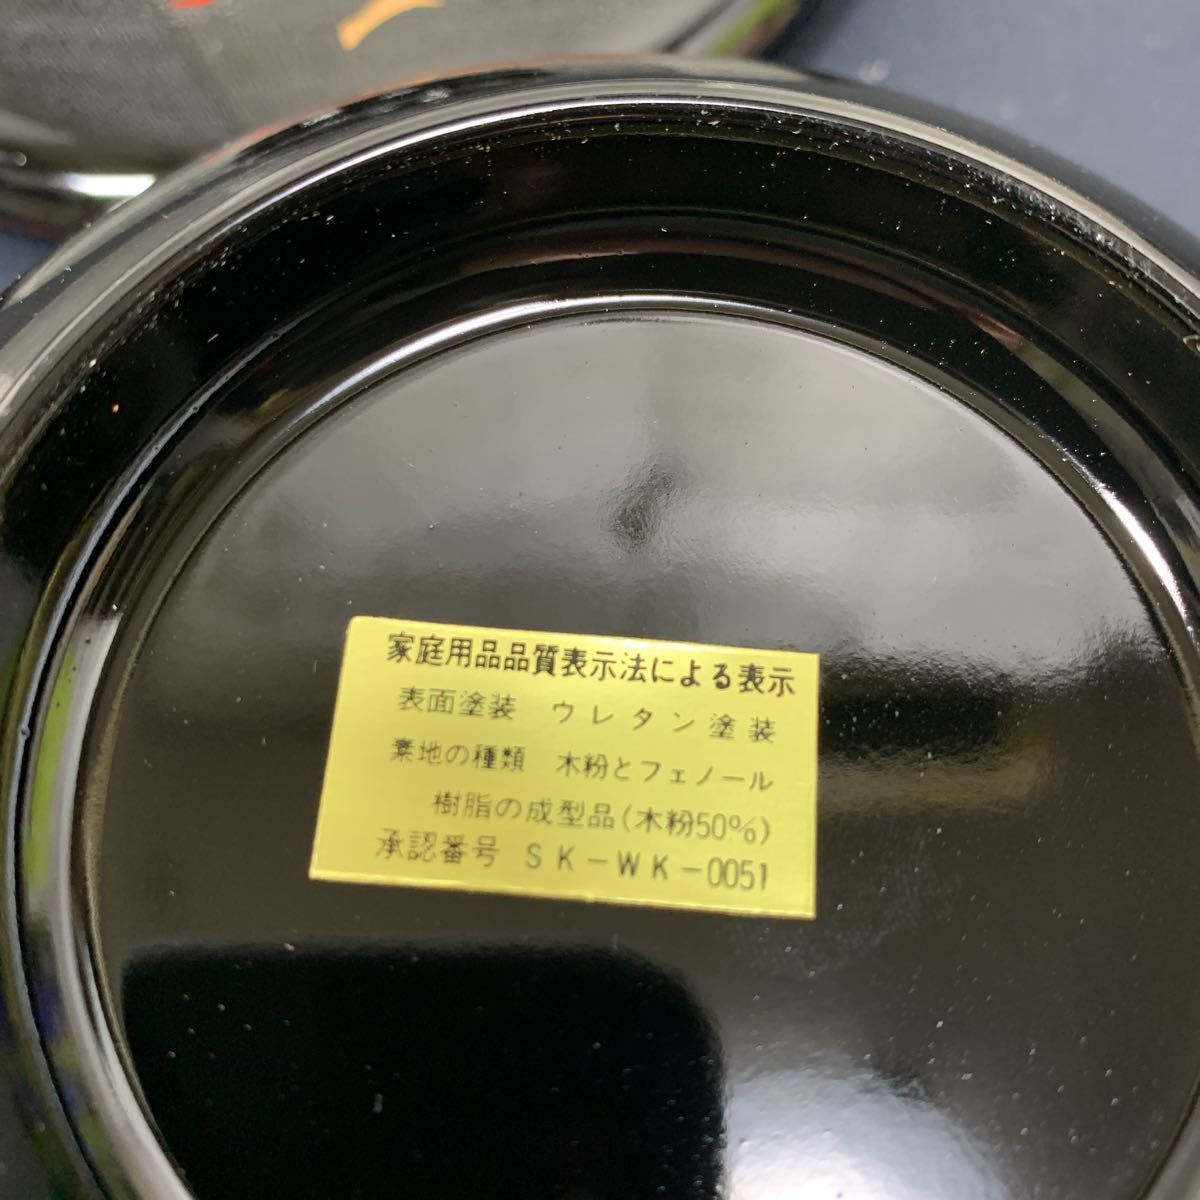 家庭用品品質表示法による表示
表面塗装 ウレタン塗装
素地の種類 木粉とフェノール
樹脂の成型品(木粉50%)
承認番号 SK-WK-0051